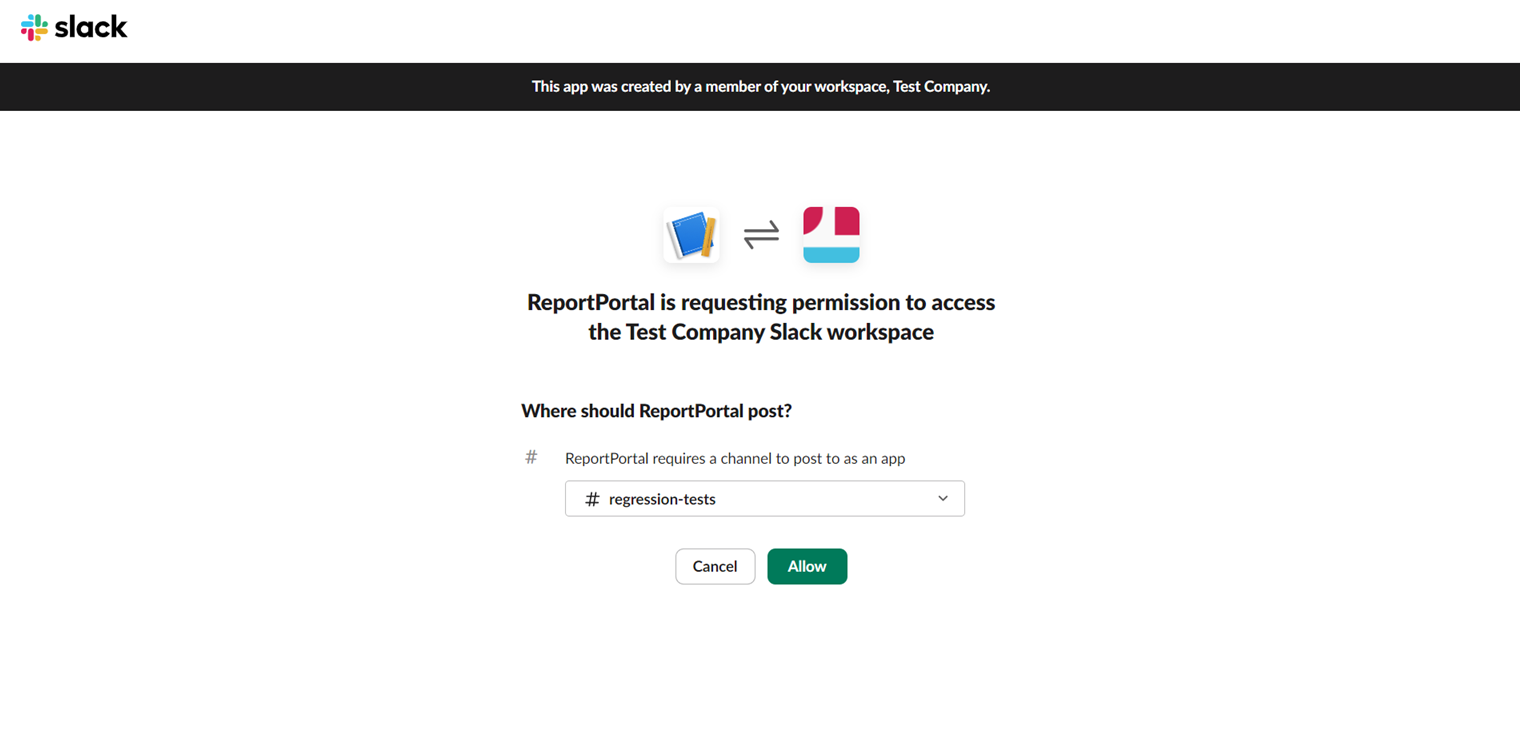 slack
This app was created by a member of your workspace, Test Company.
ReportPortal is requesting permission to access
the Test Company Slack workspace
Where should ReportPortal post?
# ReportPortal requires a channel to post to as an app
# regression-tests
Cancel Allow